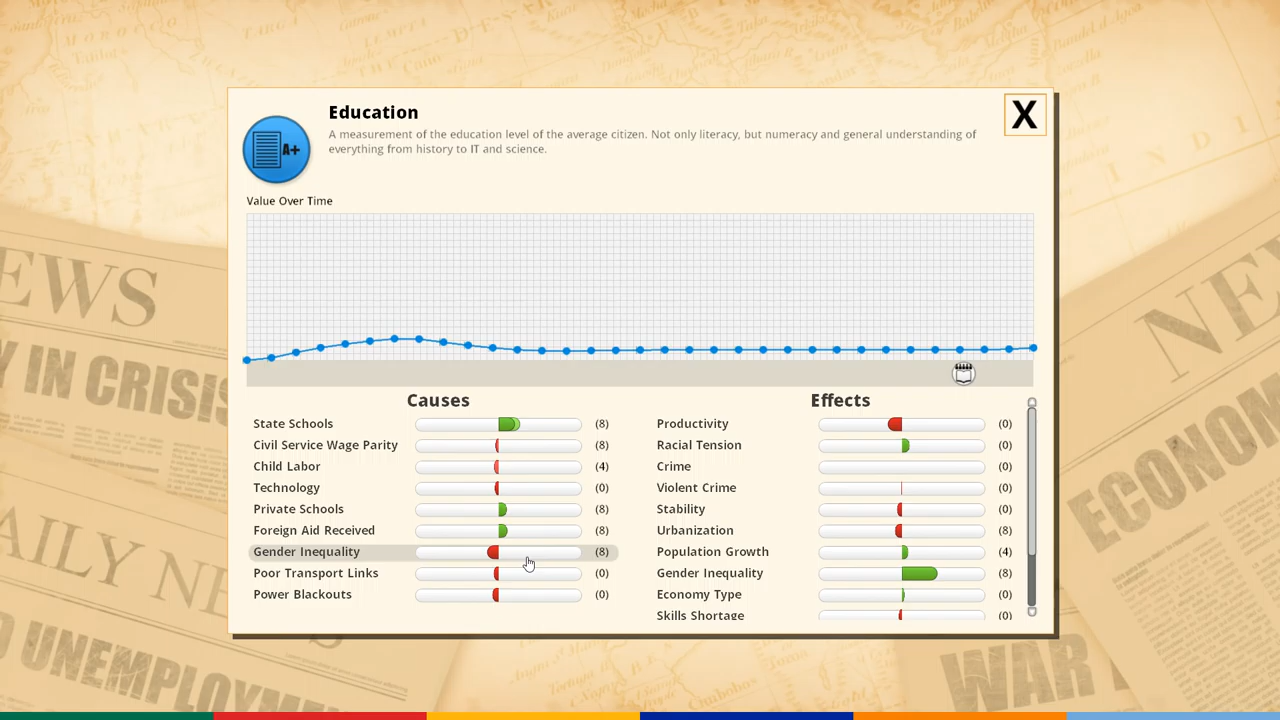 Education
X
A measurement of the education level of the average citizen. Not only literacy, but numeracy and general understanding
everything from history to IT and science.
A+
Value Over Time
Causes
State Schools (8)
Civil Service Wage Parity (8)
Child Labor (4)
Technology (0)
Private Schools (8)
Foreign Aid Received (8)
Gender Inequality (8)
Poor Transport Links (0)
Power Blackouts (0)
Effects
Productivity (0)
Racial Tension (0)
Crime (0)
Violent Crime (0)
Stability (0)
Urbanization (8)
Population Growth (4)
Gender Inequality (8)
Economy Type (0)
Skills Shortage (0)
EWS
Y IN CRISIS
AILY NE
UNEMPLOYM
NE
ECONOM
WAR